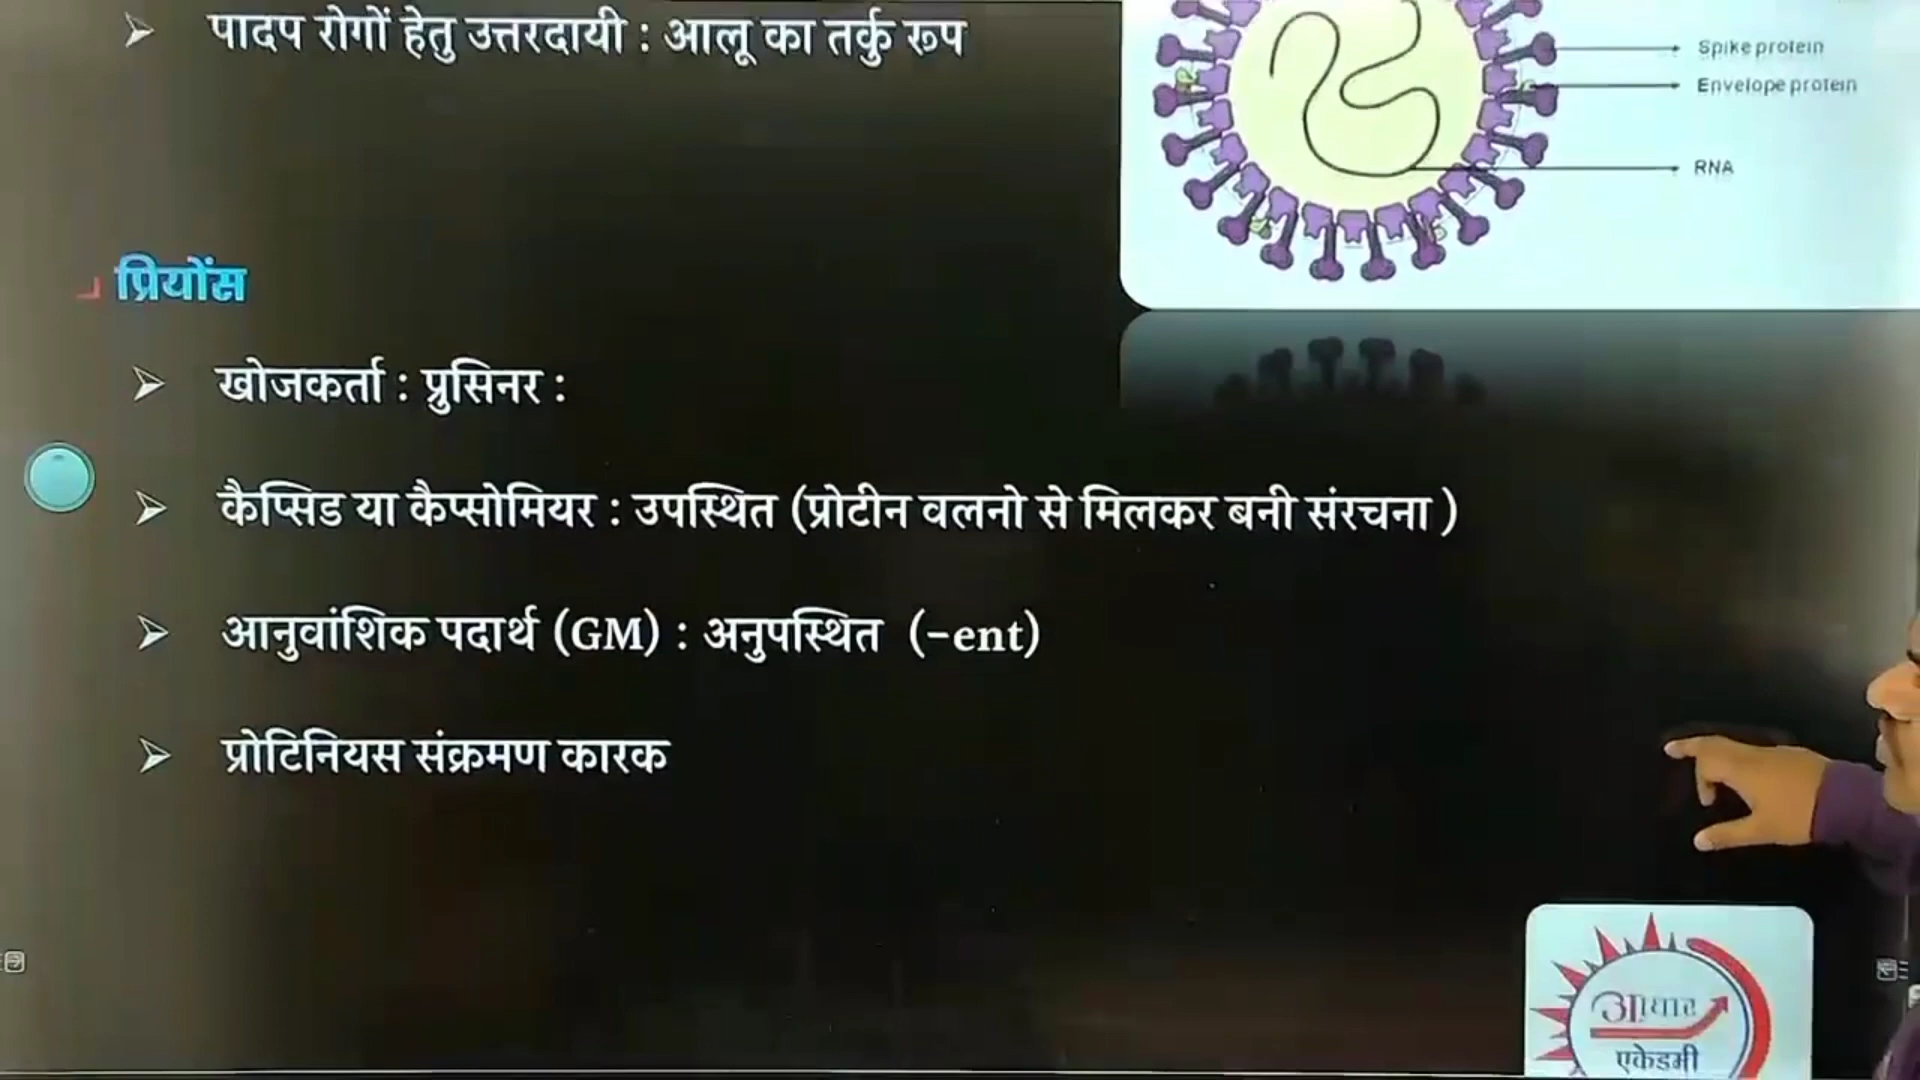 पादप रोगों हेतु उत्तरदायी : आलू का तर्कु रूप
Spike protein
Envelope protein
RNA
प्रियोंस
खोजकर्ता : प्रुसिनर :
कैप्सिड या कैप्सोमियर : उपस्थित (प्रोटीन वलनो से मिलकर बनी संरचना )
आनुवांशिक पदार्थ (GM) : अनुपस्थित (-ent)
प्रोटिनियस संक्रमण कारक
आधार
एकेडमी